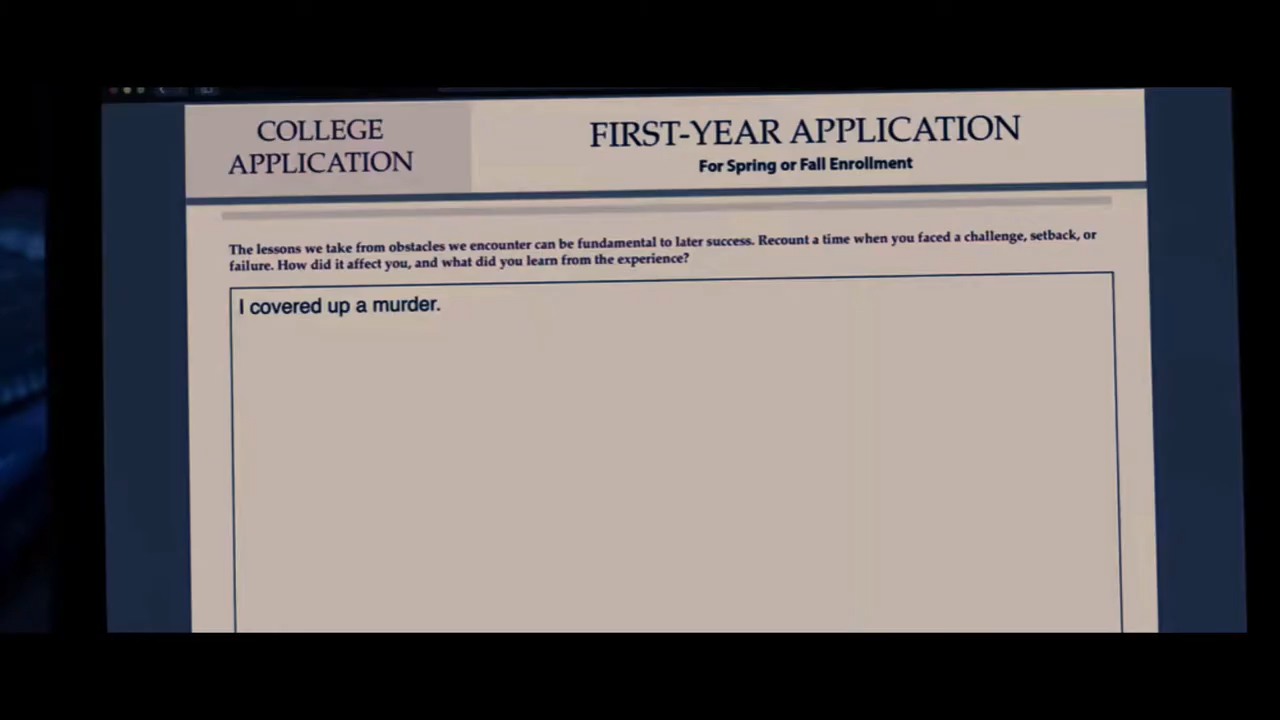 COLLEGE
APPLICATION
FIRST-YEAR APPLICATION
For Spring or Fall Enrollment
The lessons we take from obstacles we encounter can be fundamental to later success. Recount a time when you faced a challenge, setback, or
failure. How did it affect you, and what did you learn from the experience?
I covered up a murder.